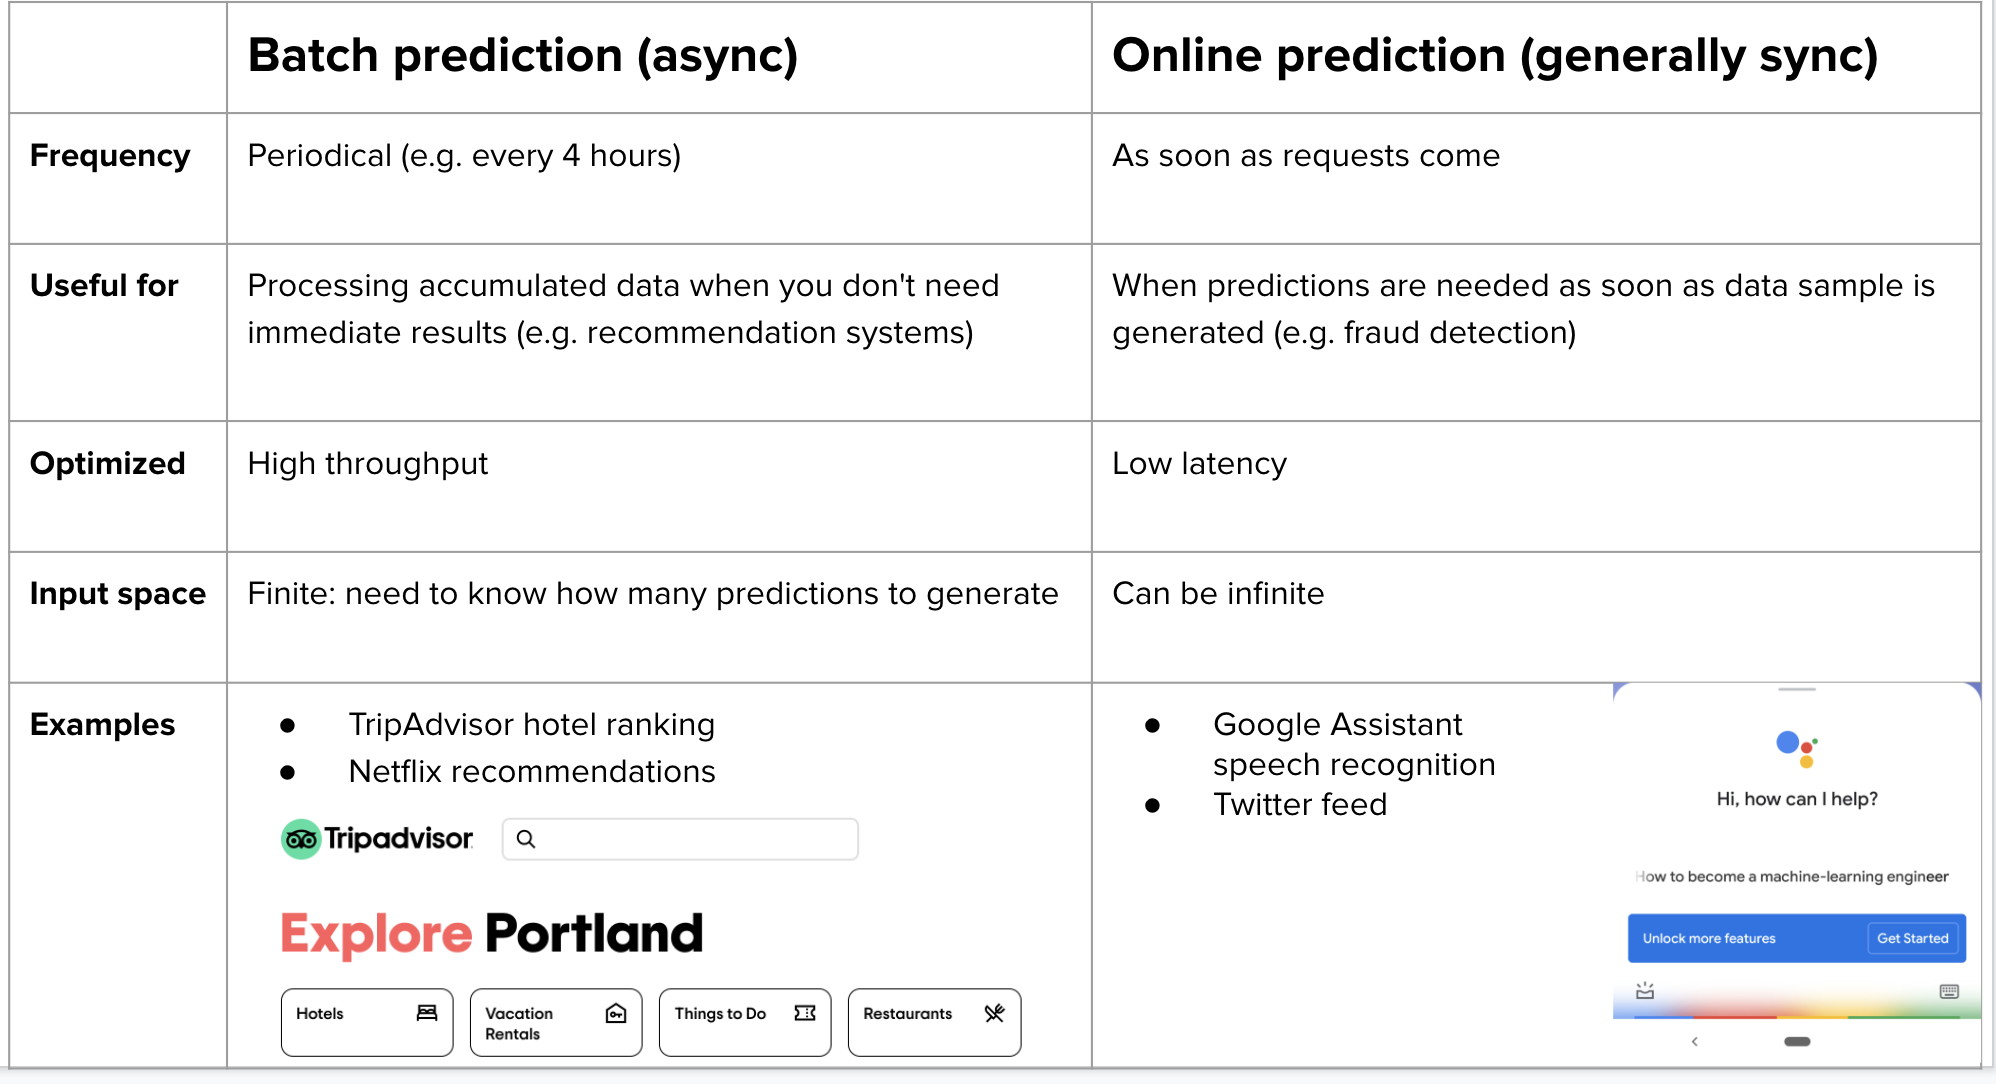 Batch prediction (async)
Online prediction (generally sync)
Frequency
Periodical (e.g. every 4 hours)
As soon as requests come
Useful for
Processing accumulated data when you don't need
immediate results (e.g. recommendation systems)
When predictions are needed as soon as data sample is
generated (e.g. fraud detection)
Optimized
High throughput
Low latency
Input space
Finite: need to know how many predictions to generate
Can be infinite
Examples
● TripAdvisor hotel ranking
● Netflix recommendations
Tripadvisor
Explore Portland
Hotels
Vacation
Rentals
Things to Do
Restaurants
● Google Assistant
speech recognition
● Twitter feed
Hi, how can I help?
How to become a machine-learning engineer
Unlock more features
Get Started